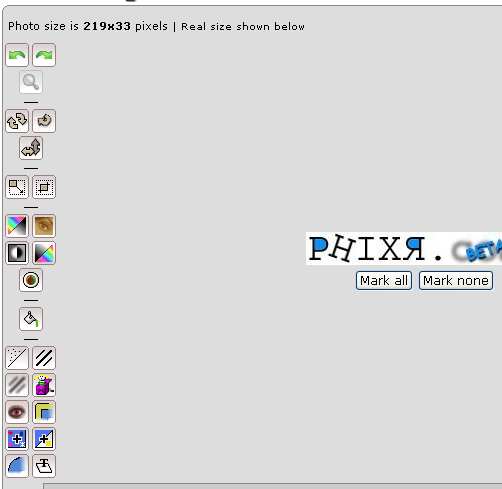 Photo size is 219x33 pixels | Real size shown below
PHIXR. BETA
Mark all Mark none